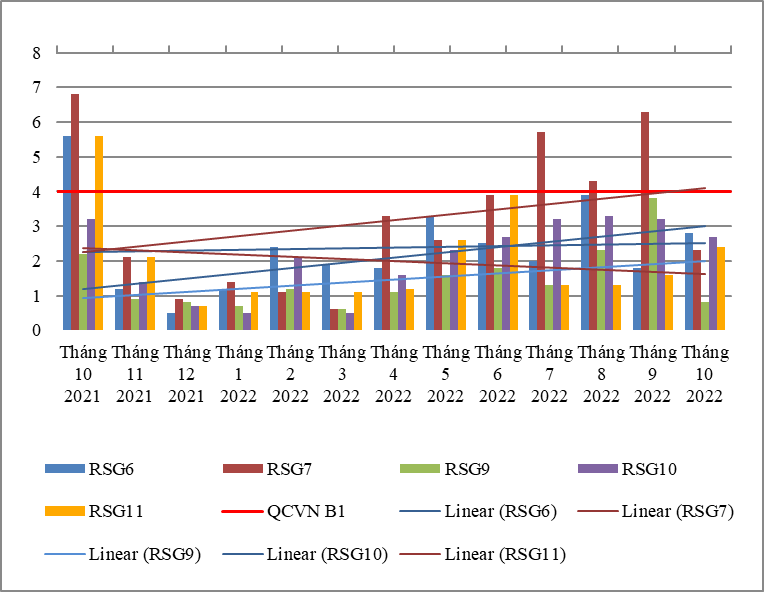 8
7
6
5
4
3
2
1
0
Tháng 10 2021
Tháng 11 2021
Tháng 12 2021
Tháng 1 2022
Tháng 2 2022
Tháng 3 2022
Tháng 4 2022
Tháng 5 2022
Tháng 6 2022
Tháng 7 2022
Tháng 8 2022
Tháng 9 2022
Tháng 10 2022
RSG6 RSG7 RSG9 RSG10
RSG11 QCVN B1 Linear (RSG6) Linear (RSG7)
Linear (RSG9) Linear (RSG10) Linear (RSG11)